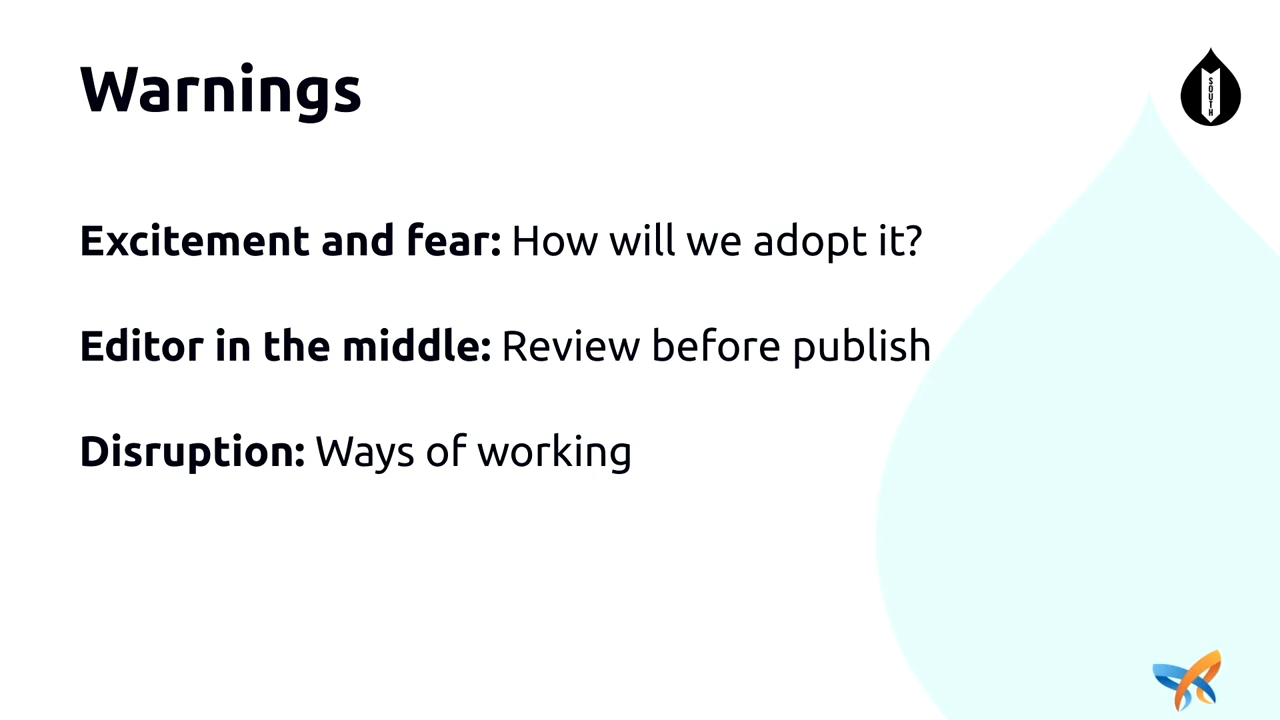 Warnings
SOUTH
Excitement and fear: How will we adopt it?
Editor in the middle: Review before publish
Disruption: Ways of working